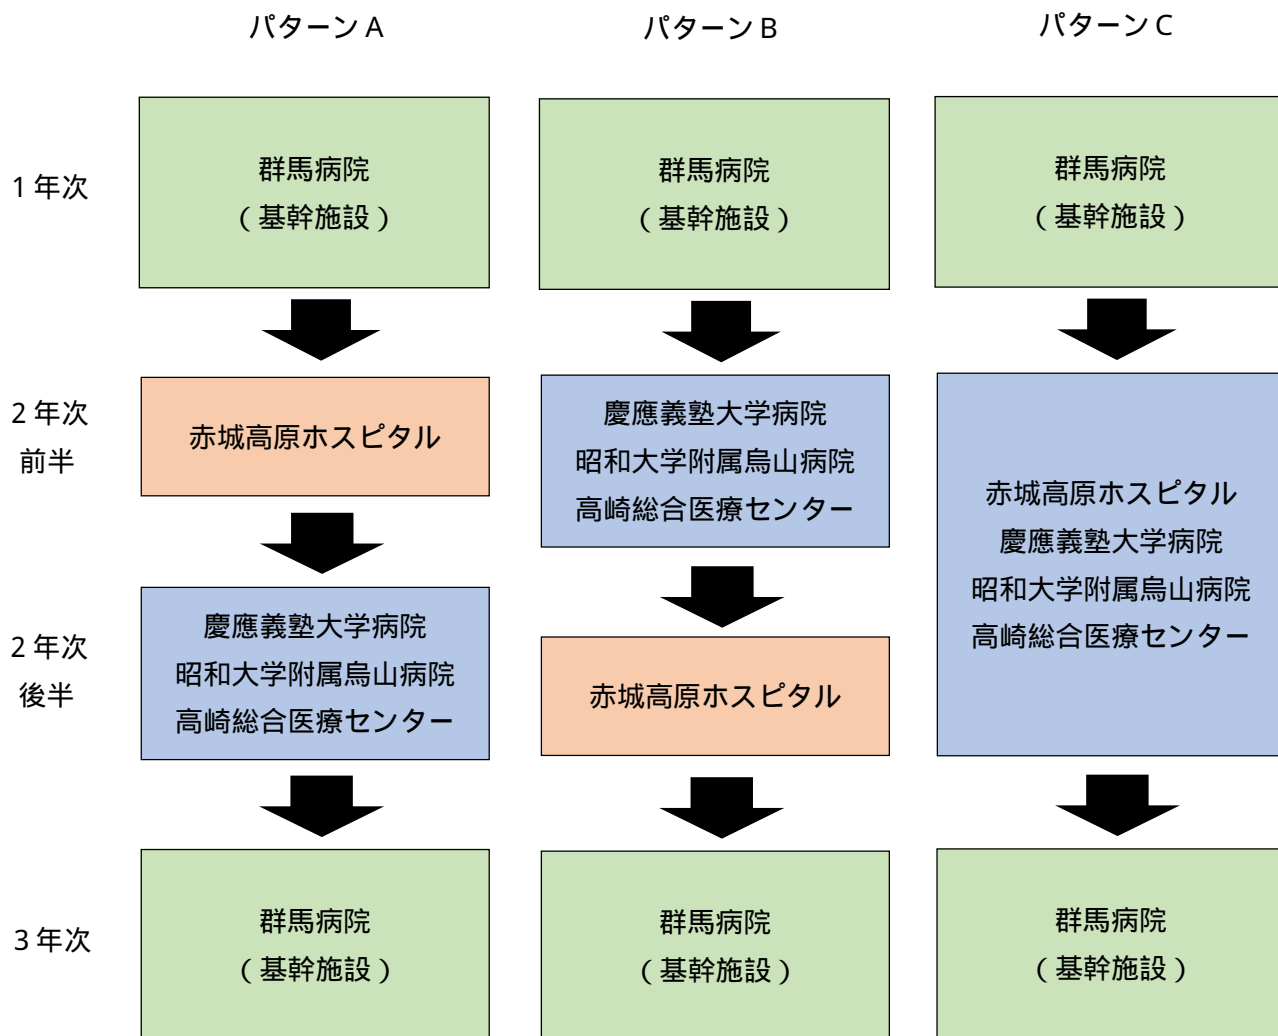 パターンA
パターンB
パターンC
1年次
群馬病院
(基幹施設)
群馬病院
(基幹施設)
群馬病院
(基幹施設)
2年次
前半
赤城高原ホスピタル
慶應義塾大学病院
昭和大学附属烏山病院
高崎総合医療センター
赤城高原ホスピタル
慶應義塾大学病院
昭和大学附属烏山病院
高崎総合医療センター
2年次
後半
慶應義塾大学病院
昭和大学附属烏山病院
高崎総合医療センター
赤城高原ホスピタル
3年次
群馬病院
(基幹施設)
群馬病院
(基幹施設)
群馬病院
(基幹施設)